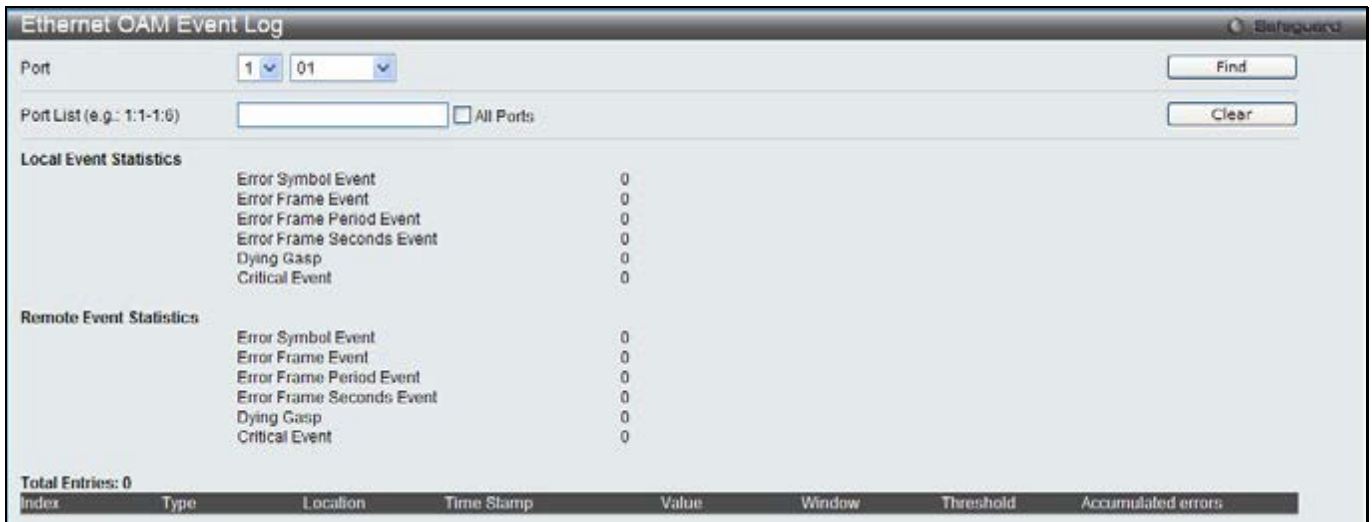 Ethernet OAM Event Log Safeguard
Port 1 01 Find
Port List (e.g.: 1:1-1:6) All Ports Clear
Local Event Statistics
Error Symbol Event 0
Error Frame Event 0
Error Frame Period Event 0
Error Frame Seconds Event 0
Dying Gasp 0
Critical Event 0
Remote Event Statistics
Error Symbol Event 0
Error Frame Event 0
Error Frame Period Event 0
Error Frame Seconds Event 0
Dying Gasp 0
Critical Event 0
Total Entries: 0
Index Type Location Time Stamp Value Window Threshold Accumulated errors